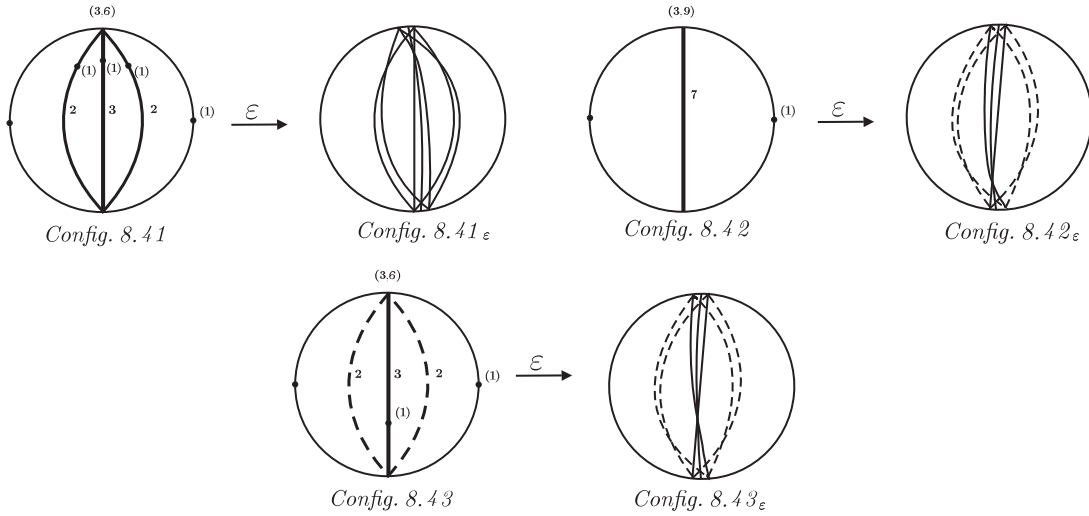 (3.6)
(1) (1) (1)
2 3 2 (1)
ε
Config. 8.41
Config. 8.41 ε
(3.9)
7
(1)
ε
Config. 8.42
Config. 8.42ε
(3.6)
2 3 2 (1)
(1)
ε
Config. 8.43
Config. 8.43ε